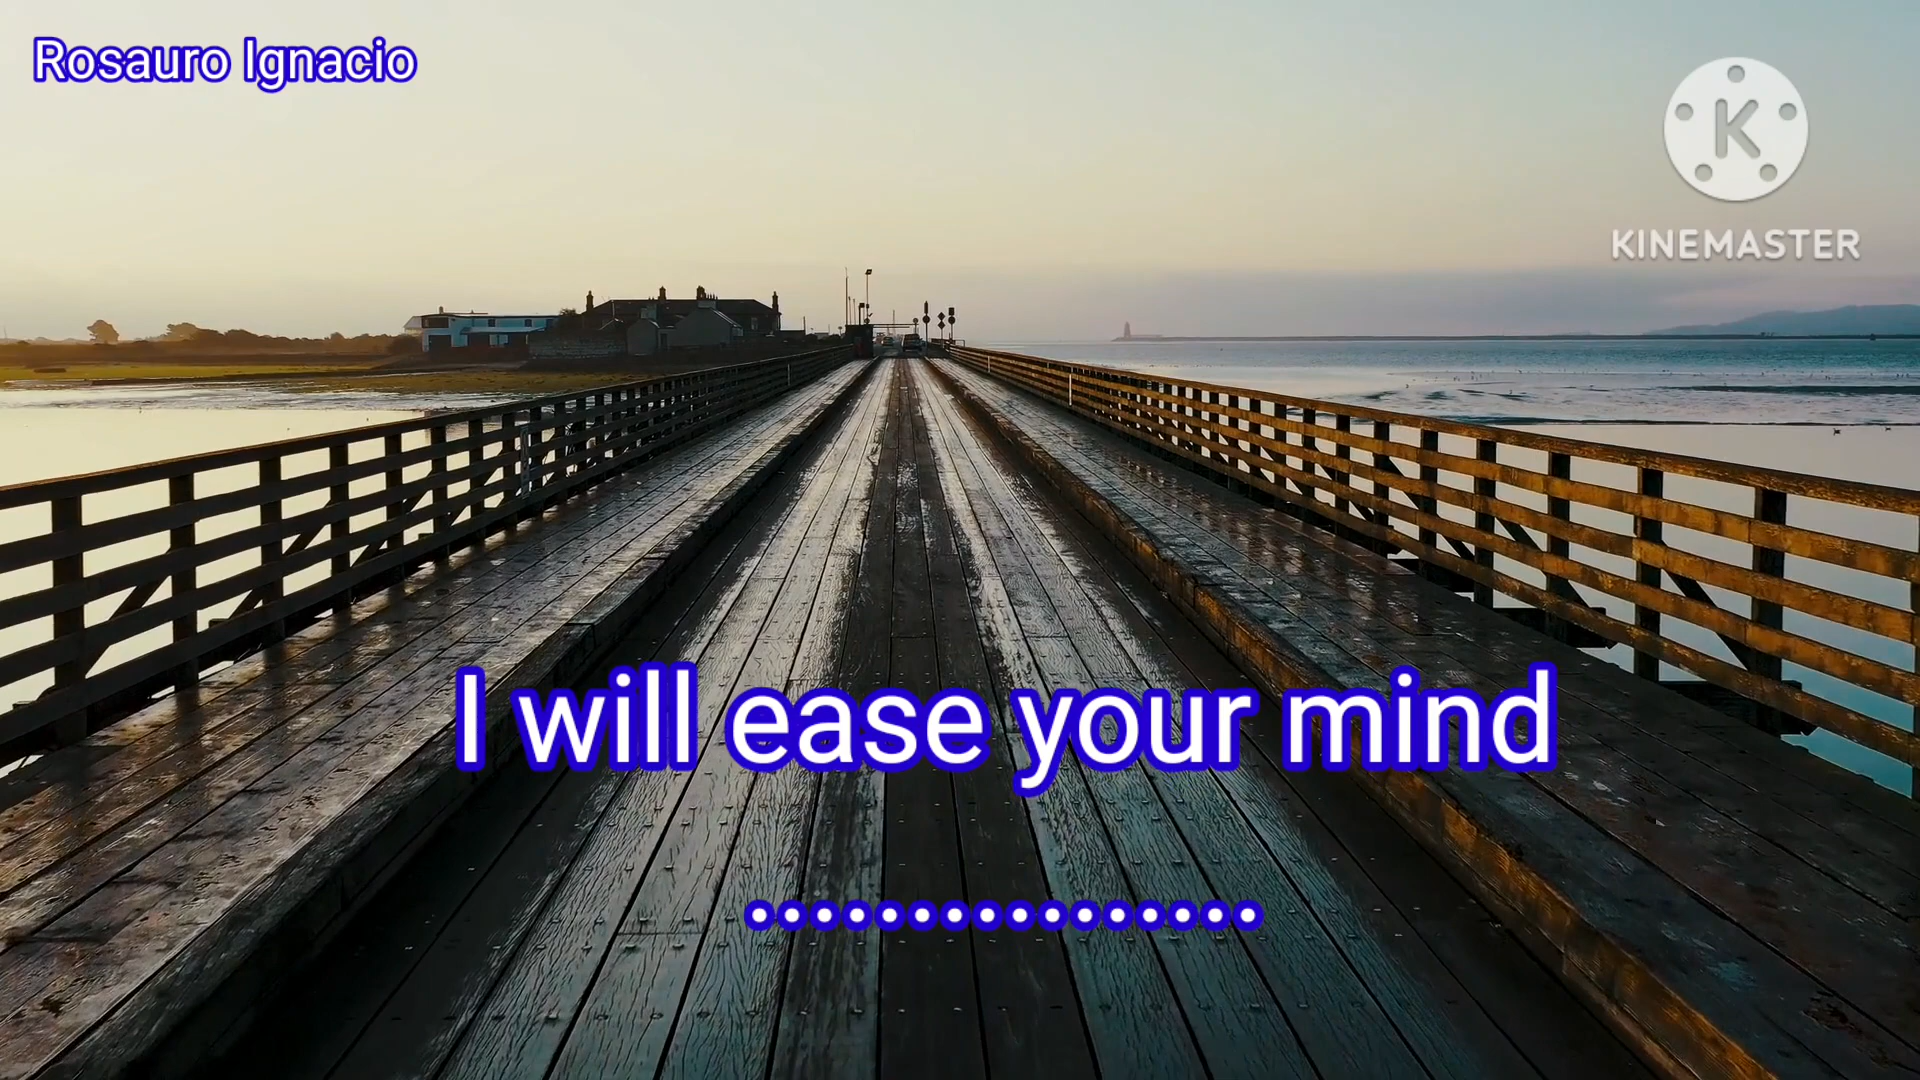 Rosauro Ignacio
K
KINEMASTER
I will ease your mind
................